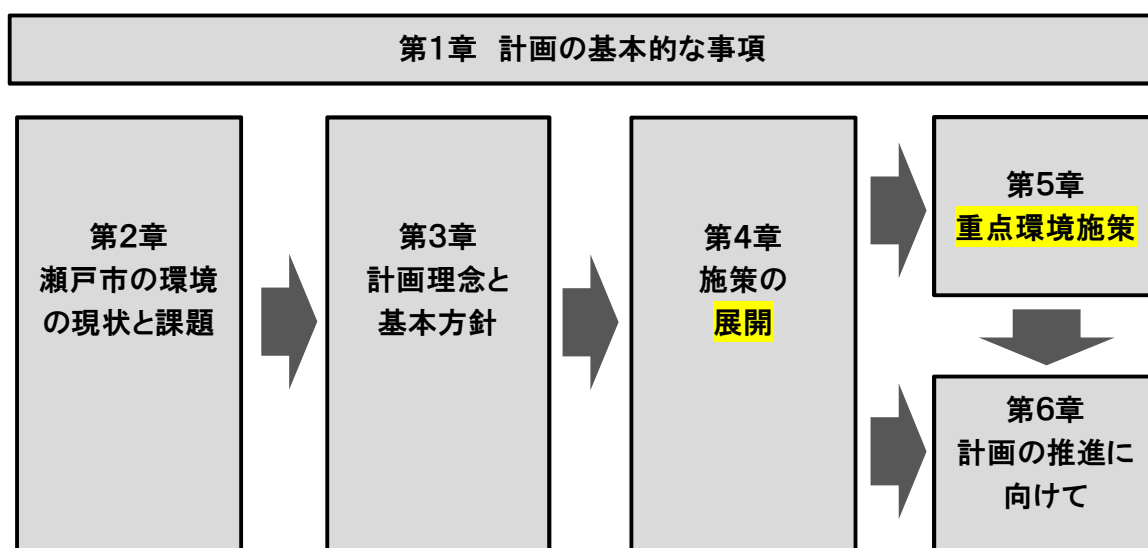 第1章 計画の基本的な事項
第2章
瀬戸市の環境
の現状と課題
第3章
計画理念と
基本方針
第4章
施策の
展開
第5章
重点環境施策
第6章
計画の推進に
向けて